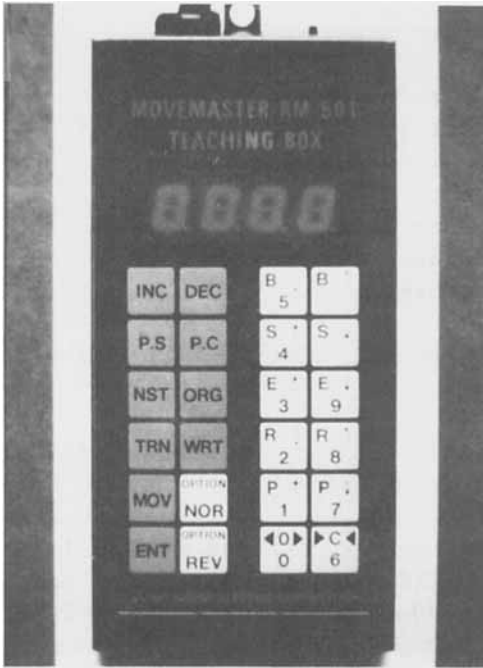 MOVEMASTER RM 501
TEACHING BOX
INC DEC B 5 B
P.S P.C S 4 S
NST ORG E 3 E 9
TRN WRT R 2 R 8
MOV OPTION NOR P 1 P 7
ENT OPTION REV ◀O▶ 0 ▶C◀ 6